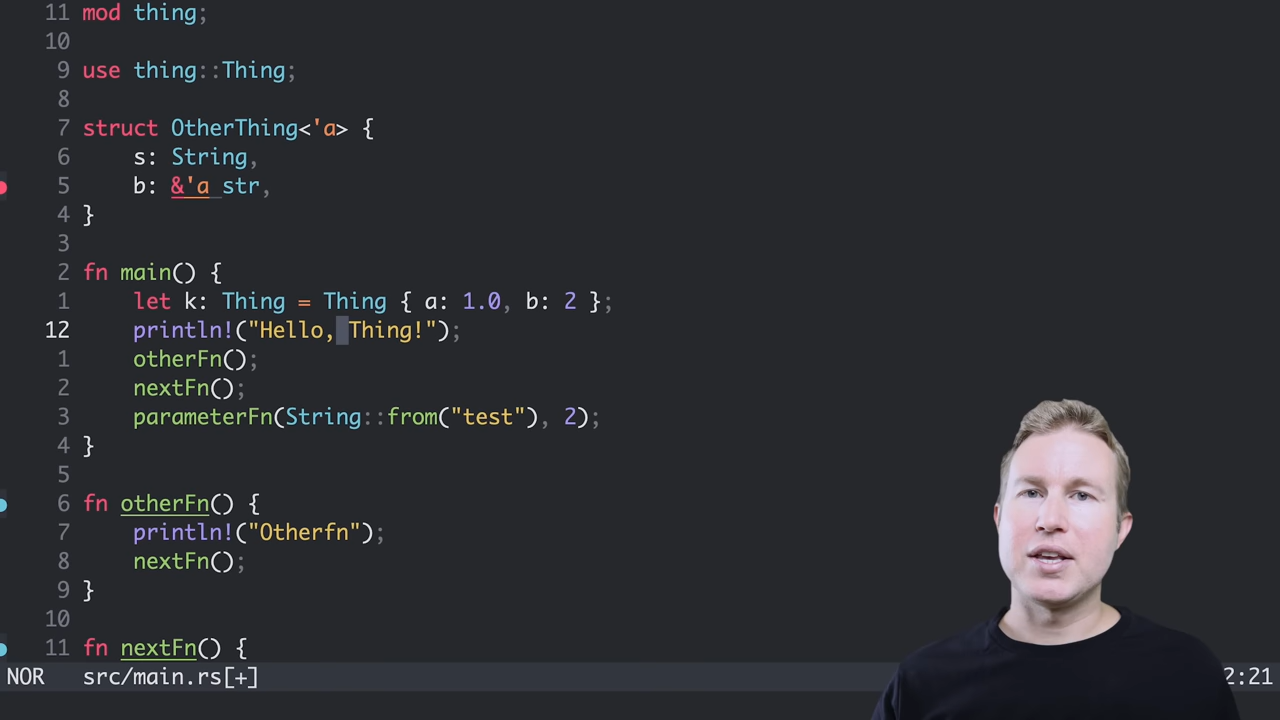 11 mod thing;
10
9 use thing::Thing;
8
7 struct OtherThing<'a> {
6     s: String,
5     b: &'a str,
4 }
3
2 fn main() {
1     let k: Thing = Thing { a: 1.0, b: 2 };
12     println!("Hello, Thing!");
1     otherFn();
2     nextFn();
3     parameterFn(String::from("test"), 2);
4 }
5
6 fn otherFn() {
7     println!("Otherfn");
8     nextFn();
9 }
10
11 fn nextFn() {
NOR src/main.rs[+] 2:21